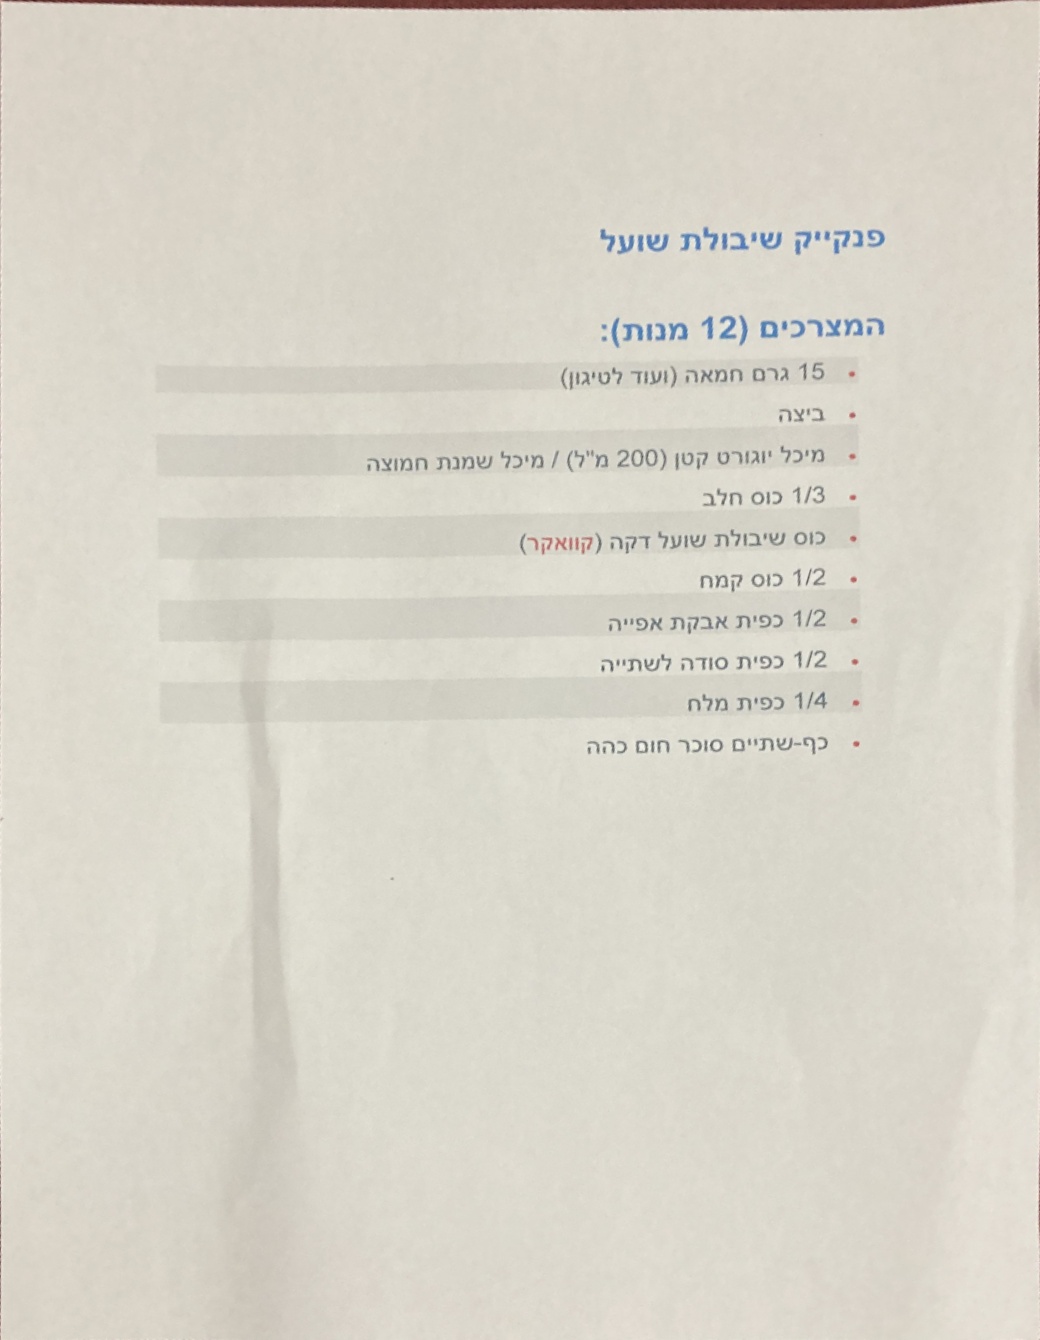 פנקייק שיבולת שועל
המצרכים (12 מנות):
• 15 גרם חמאה (ועוד לטיגון)
• ביצה
• מיכל יוגורט קטן (200 מ"ל) / מיכל שמנת חמוצה
• 1/3 כוס חלב
• כוס שיבולת שועל דקה (קוואקר)
• 1/2 כוס קמח
• 1/2 כפית אבקת אפייה
• 1/2 כפית סודה לשתייה
• 1/4 כפית מלח
• כף-שתיים סוכר חום כהה